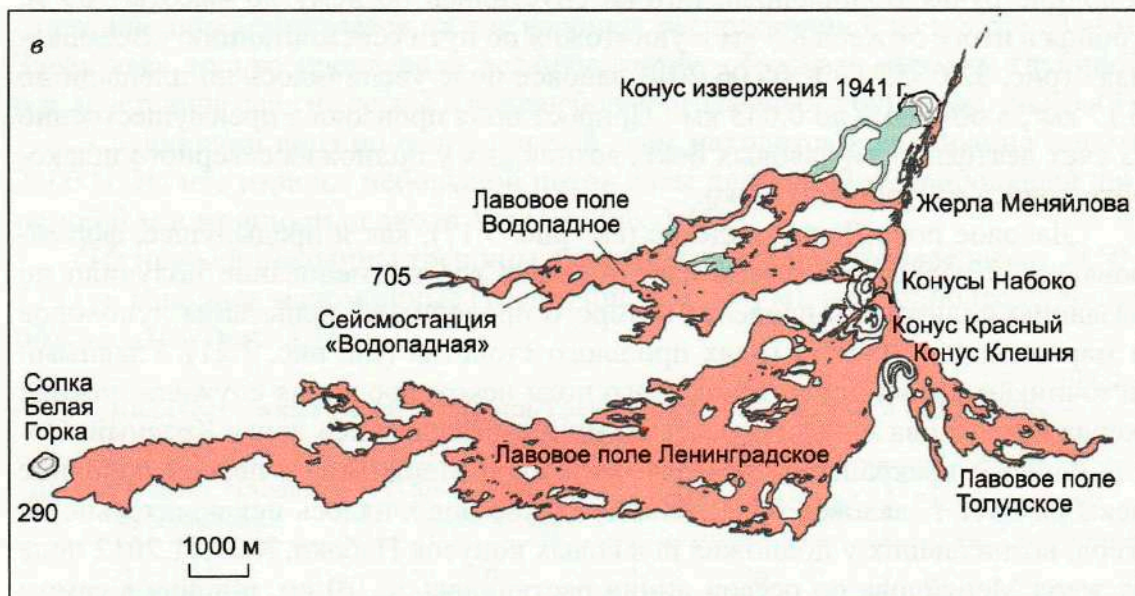 в
Конус извержения 1941 г.
Лавовое поле
Водопадное
Жерла Меняйлова
705
Конусы Набоко
Сейсмостанция
«Водопадная»
Конус Красный
Конус Клешня
Сопка
Белая
Горка
Лавовое поле Ленинградское
Лавовое поле
Толудское
290
1000 м